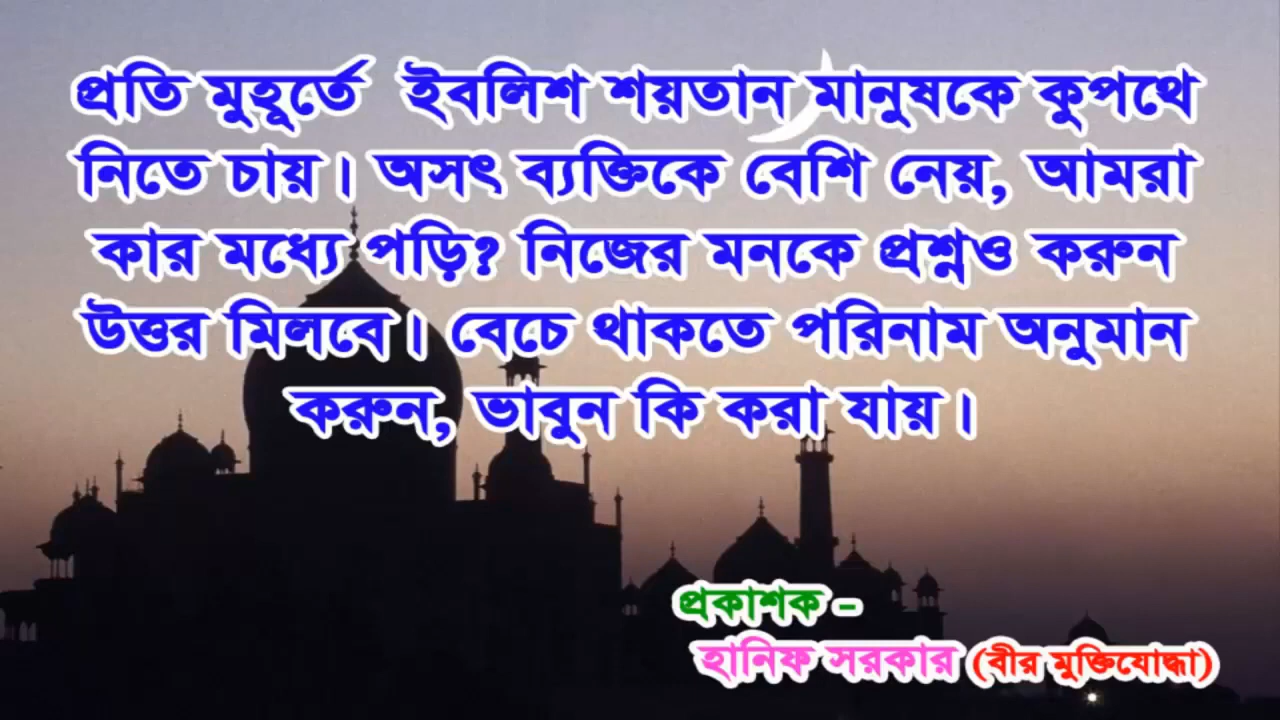 প্রতি মুহূর্তে ইবলিশ শয়তান মানুষকে কুপথে
নিতে চায়। অসৎ ব্যক্তিকে বেশি নেয়, আমরা
কার মধ্যে পড়ি? নিজের মনকে প্রশ্নও করুন
উত্তর মিলবে। বেচে থাকতে পরিনাম অনুমান
করুন, ভাবুন কি করা যায়।
প্রকাশক -
হানিফ সরকার (বীর মুক্তিযোদ্ধা)